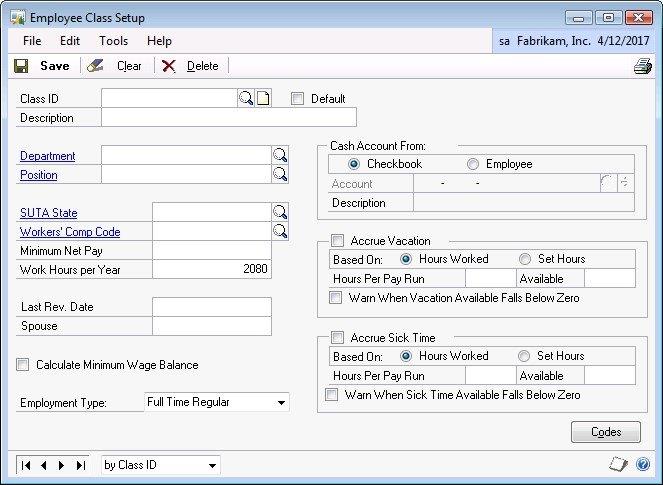 Employee Class Setup
File Edit Tools Help sa Fabrikam, Inc. 4/12/2017
Save Clear Delete
Class ID Default
Description
Department
Position
Cash Account From:
Checkbook Employee
Account - -
Description
SUTA State
Workers' Comp Code
Minimum Net Pay
Work Hours per Year 2080
Accrue Vacation
Based On: Hours Worked Set Hours
Hours Per Pay Run Available
Warn When Vacation Available Falls Below Zero
Last Rev. Date
Spouse
Accrue Sick Time
Based On: Hours Worked Set Hours
Hours Per Pay Run Available
Warn When Sick Time Available Falls Below Zero
Calculate Minimum Wage Balance
Employment Type: Full Time Regular
Codes
by Class ID